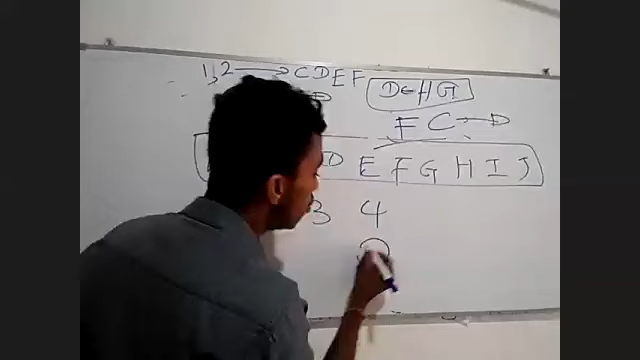 1,2 → C D E F
D E H G
F C → D
D E F G H I J
3 4